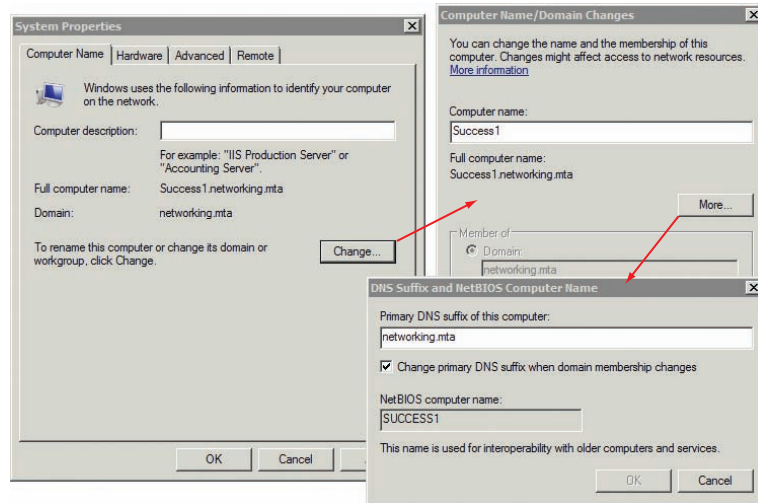 System Properties
Computer Name
Hardware
Advanced
Remote
Windows uses the following information to identify your computer
on the network.
Computer description:
For example: "IIS Production Server" or
"Accounting Server".
Full computer name: Success1.networking.mta
Domain: networking.mta
To rename this computer or change its domain or
workgroup, click Change.
Change...
OK
Cancel
Computer Name/Domain Changes
You can change the name and the membership of this
computer. Changes might affect access to network resources.
More information
Computer name:
Success1
Full computer name:
Success1.networking.mta
More...
Member of
Domain:
networking.mta
DNS Suffix and NetBIOS Computer Name
Primary DNS suffix of this computer:
networking.mta
Change primary DNS suffix when domain membership changes
NetBIOS computer name:
SUCCESS1
This name is used for interoperability with older computers and services.
OK
Cancel